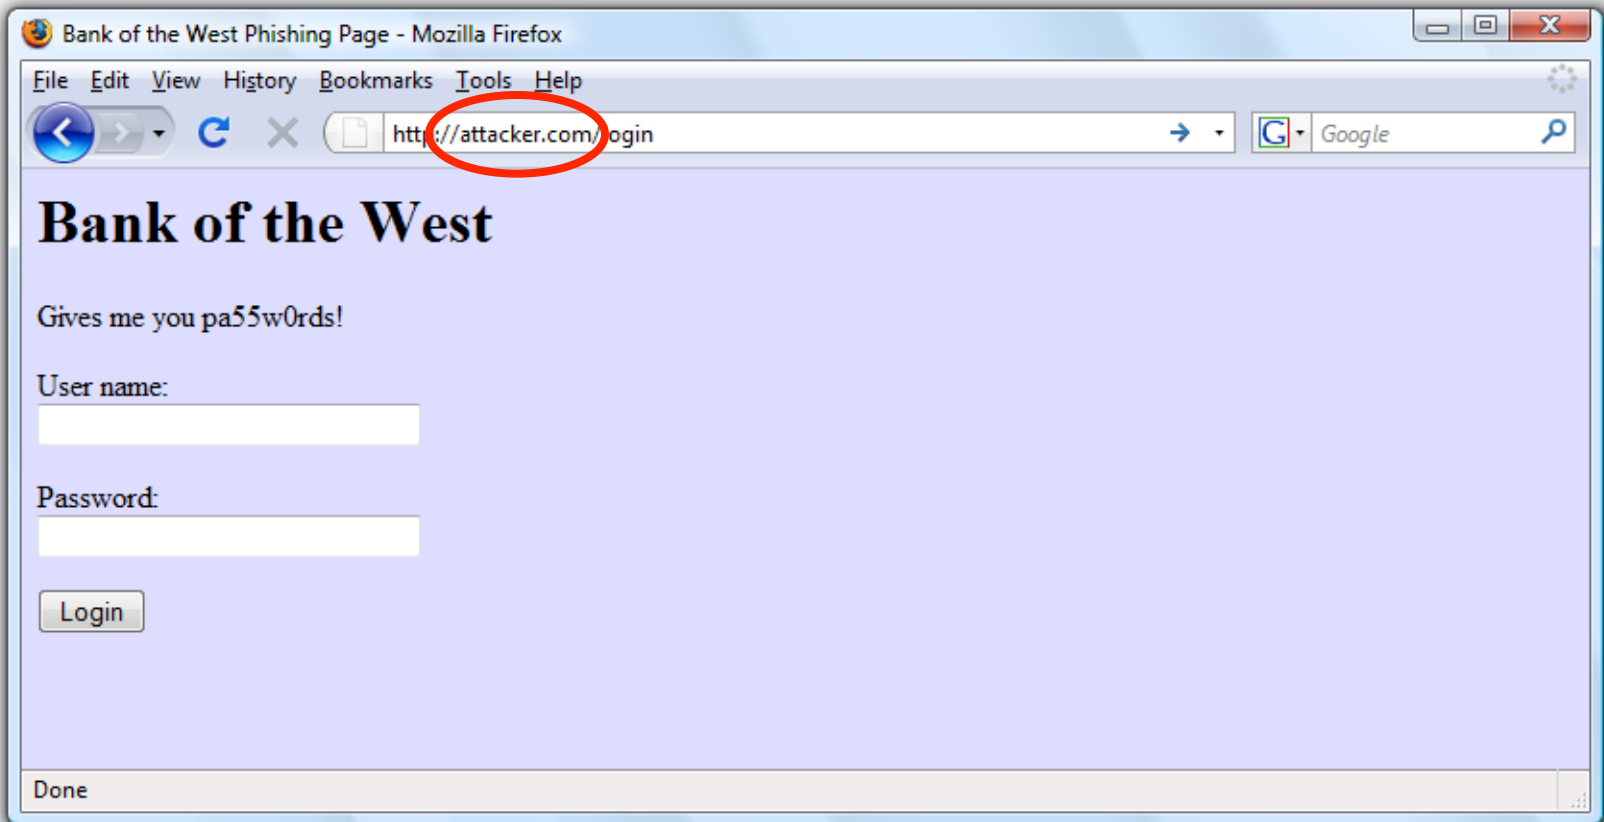 Bank of the West Phishing Page - Mozilla Firefox
File Edit View History Bookmarks Tools Help
http://attacker.com/login
G Google
Bank of the West
Gives me you pa55w0rds!
User name:
Password:
Login
Done